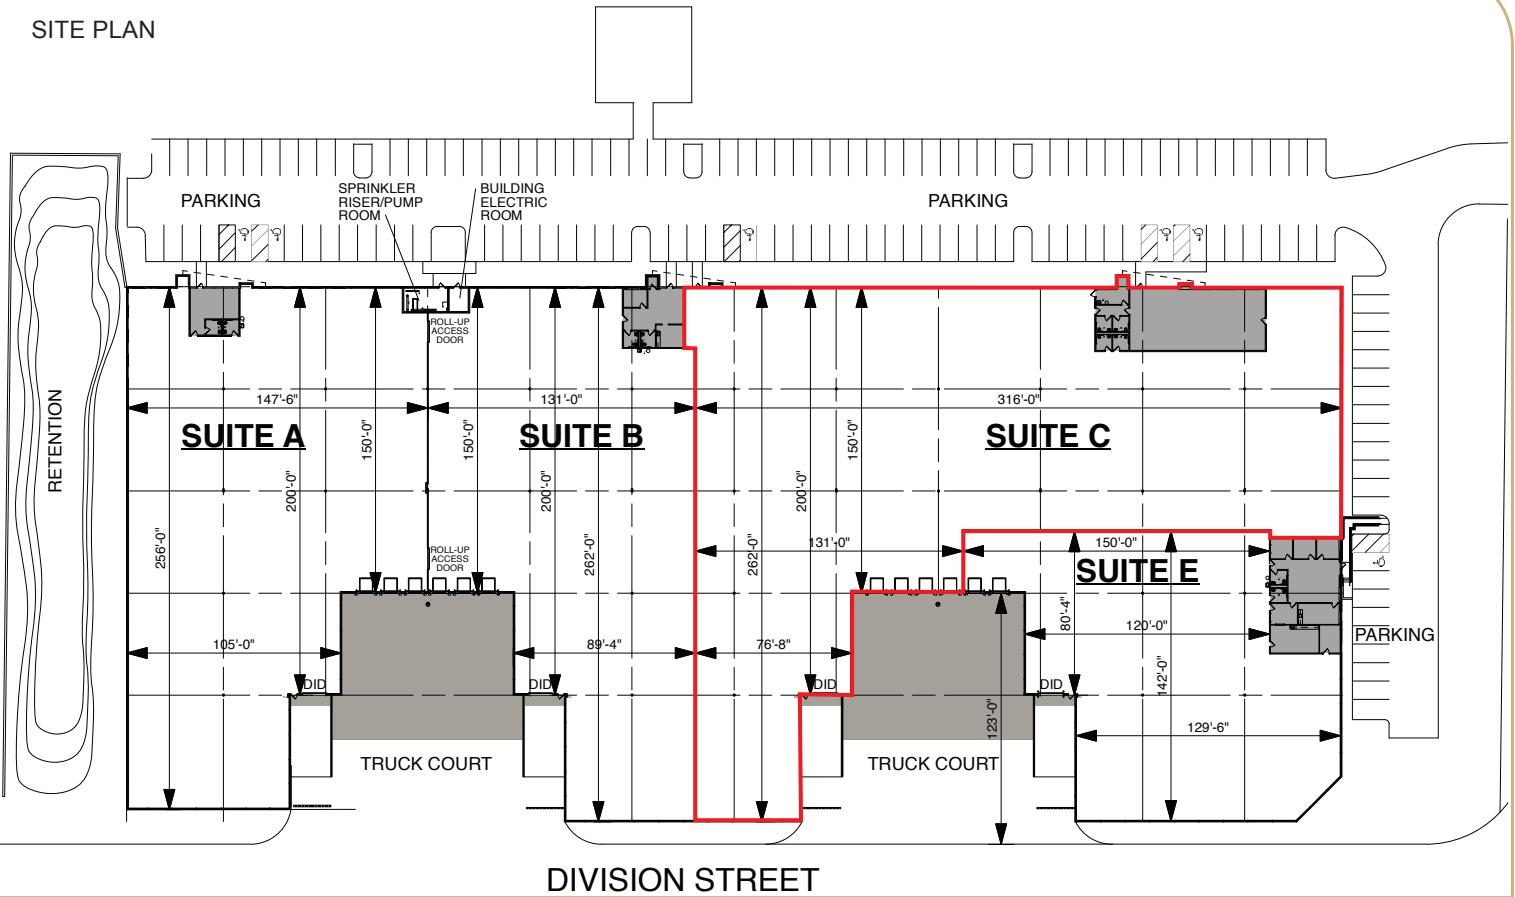 SITE PLAN
PARKING
SPRINKLER
RISER/PUMP
ROOM
BUILDING
ELECTRIC
ROOM
PARKING
ROLL-UP
ACCESS
DOOR
RETENTION
147'-6"
131'-0"
316'-0"
SUITE A
SUITE B
SUITE C
150'-0"
150'-0"
150'-0"
200'-0"
200'-0"
200'-0"
256'-0"
262'-0"
262'-0"
ROLL-UP
ACCESS
DOOR
131'-0"
150'-0"
SUITE E
80'-4"
120'-0"
142'-0"
PARKING
105'-0"
89'-4"
76'-8"
DID
DID
DID
DID
123'-0"
129'-6"
TRUCK COURT
TRUCK COURT
DIVISION STREET